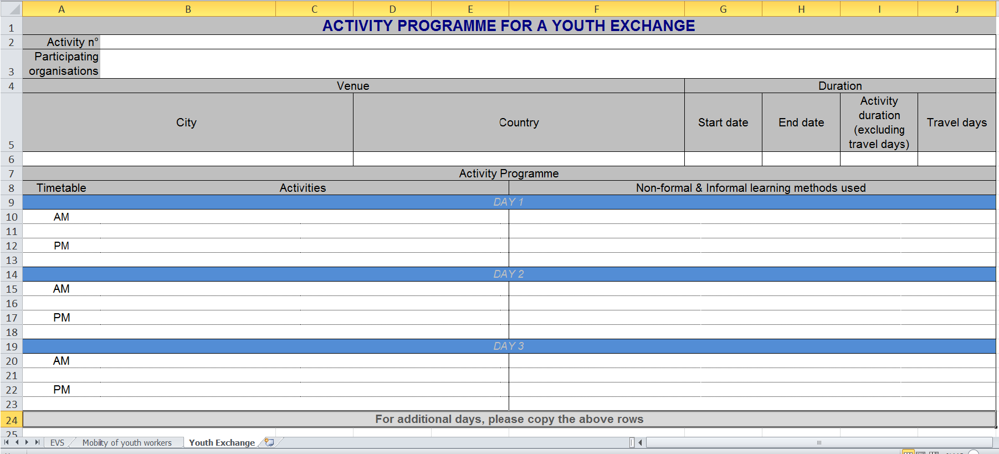 A B C D E F G H I J
1 ACTIVITY PROGRAMME FOR A YOUTH EXCHANGE
2 Activity n°
Participating
3 organisations
4 Venue Duration
5 City Country Start date End date Activity duration (excluding travel days) Travel days
6
7 Activity Programme
8 Timetable Activities Non-formal & Informal learning methods used
9 DAY 1
10 AM
11
12 PM
13
14 DAY 2
15 AM
16
17 PM
18
19 DAY 3
20 AM
21
22 PM
23
24 For additional days, please copy the above rows
25
EVS Mobility of youth workers Youth Exchange